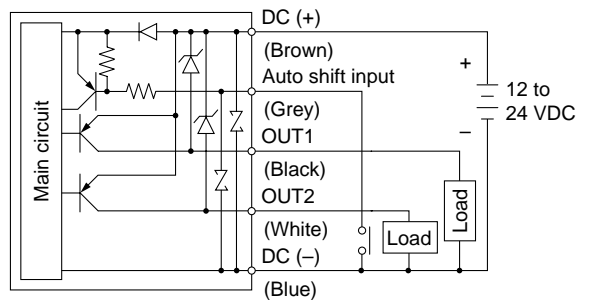 Main circuit
DC (+)
(Brown)
Auto shift input
(Grey)
OUT1
(Black)
OUT2
(White)
DC (–)
(Blue)
Load
Load
+
12 to
24 VDC
–